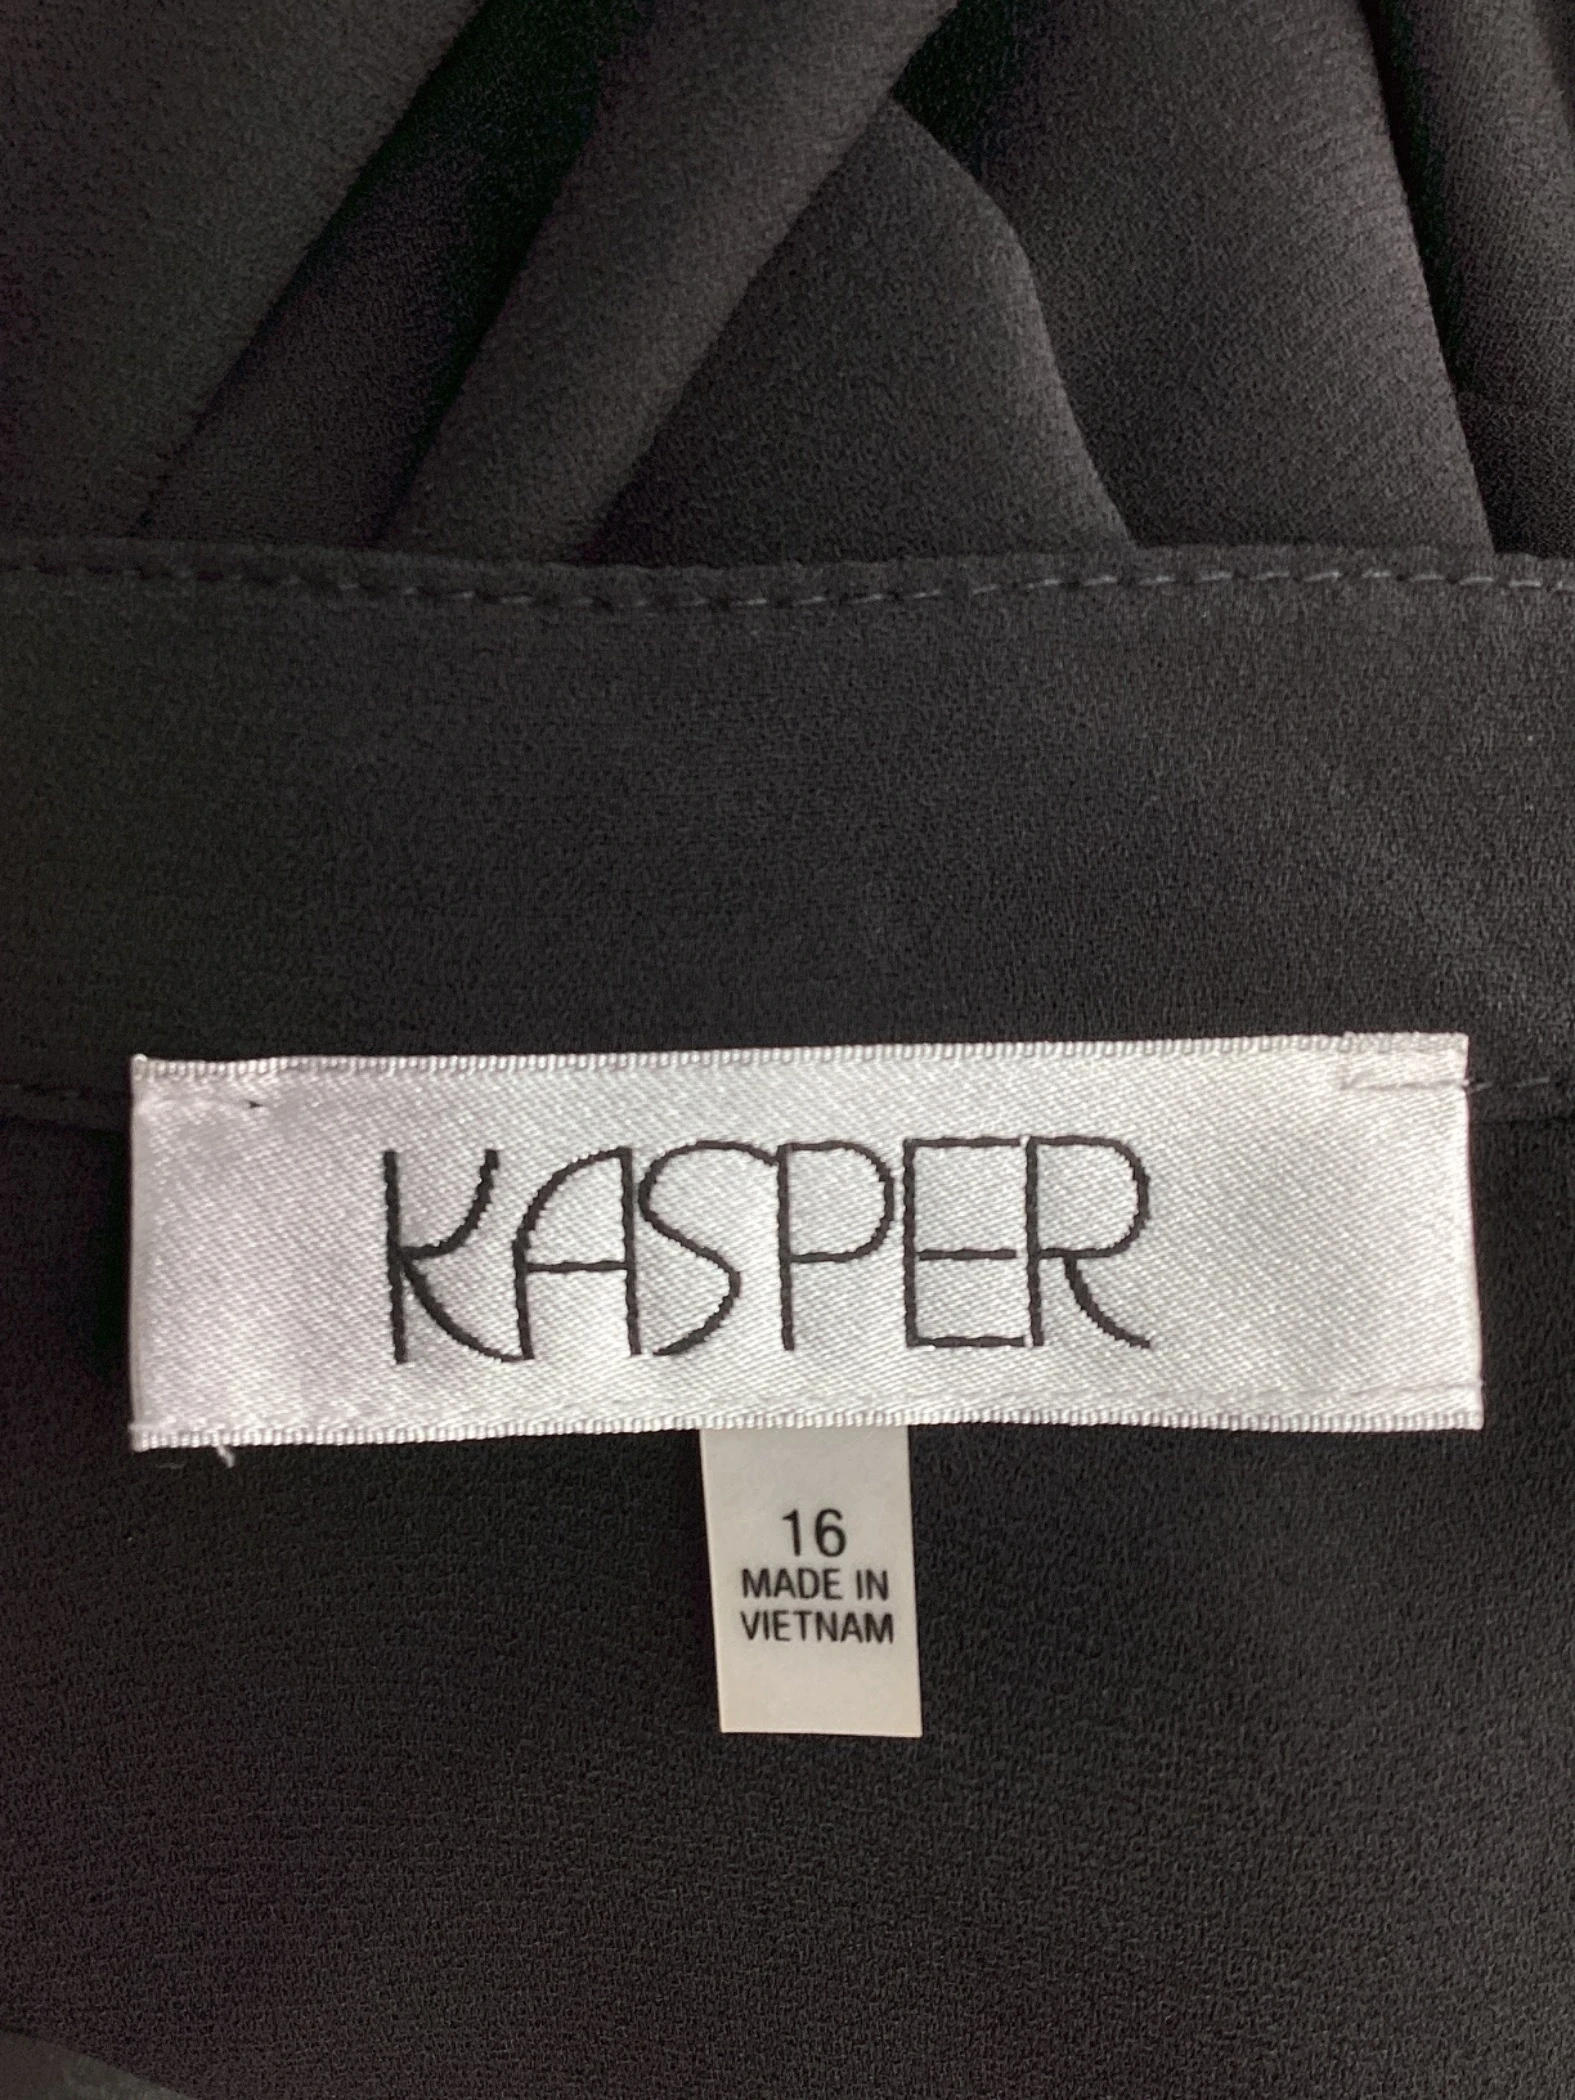 KASPER
16
MADE IN
VIETNAM